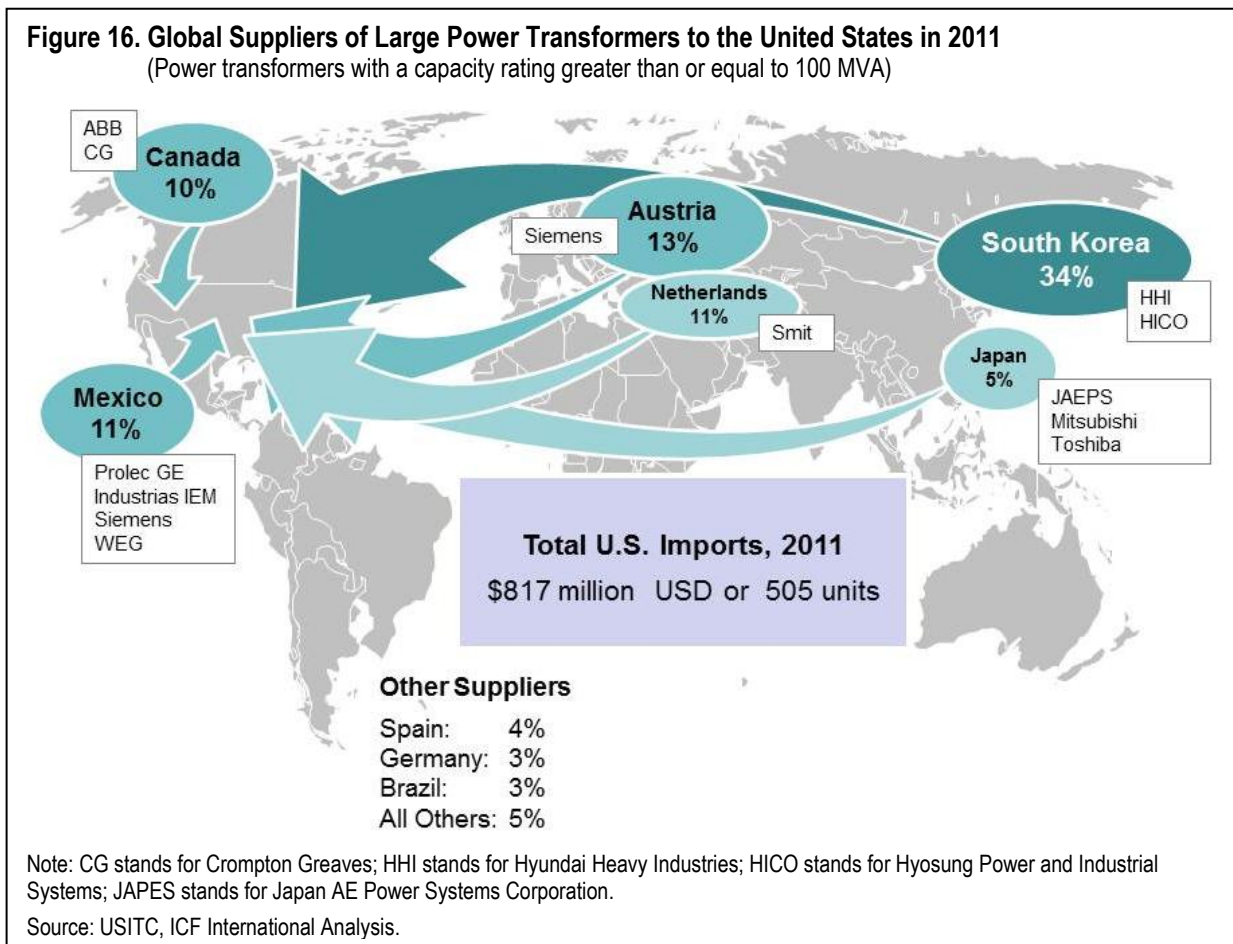 Figure 16. Global Suppliers of Large Power Transformers to the United States in 2011
(Power transformers with a capacity rating greater than or equal to 100 MVA)
ABB
CG
Canada
10%
Austria
13%
Siemens
South Korea
34%
HHI
HICO
Netherlands
11%
Smit
Japan
5%
JAEPS
Mitsubishi
Toshiba
Mexico
11%
Prolec GE
Industrias IEM
Siemens
WEG
Total U.S. Imports, 2011
$817 million USD or 505 units
Other Suppliers
Spain: 4%
Germany: 3%
Brazil: 3%
All Others: 5%
Note: CG stands for Crompton Greaves; HHI stands for Hyundai Heavy Industries; HICO stands for Hyosung Power and Industrial
Systems; JAPES stands for Japan AE Power Systems Corporation.
Source: USITC, ICF International Analysis.